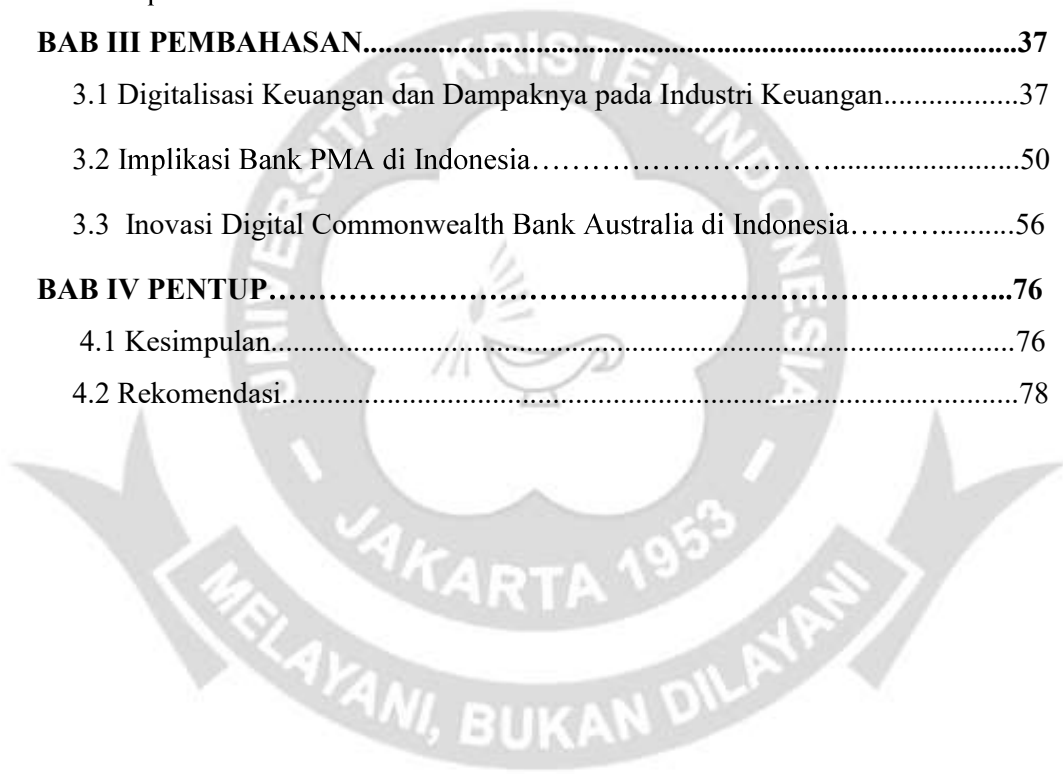 BAB III PEMBAHASAN.........................................................................................37
3.1 Digitalisasi Keuangan dan Dampaknya pada Industri Keuangan..................37
3.2 Implikasi Bank PMA di Indonesia………………………….........................50
3.3 Inovasi Digital Commonwealth Bank Australia di Indonesia………..........56
BAB IV PENTUP…………………………………………………………………...76
4.1 Kesimpulan....................................................................................................76
4.2 Rekomendasi..................................................................................................78
UNIVERSITAS KRISTEN INDONESIA
JAKARTA 1953
MELAYANI, BUKAN DILAYANI